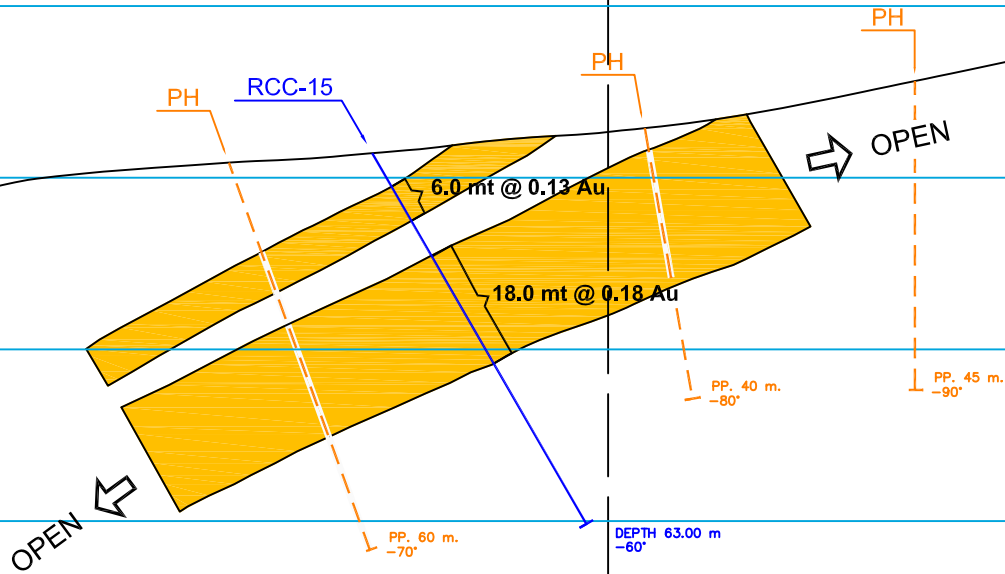 PH
RCC-15
PH
PH
OPEN
6.0 mt @ 0.13 Au
18.0 mt @ 0.18 Au
PP. 40 m.
-80°
PP. 45 m.
-90°
OPEN
PP. 60 m.
-70°
DEPTH 63.00 m
-60°